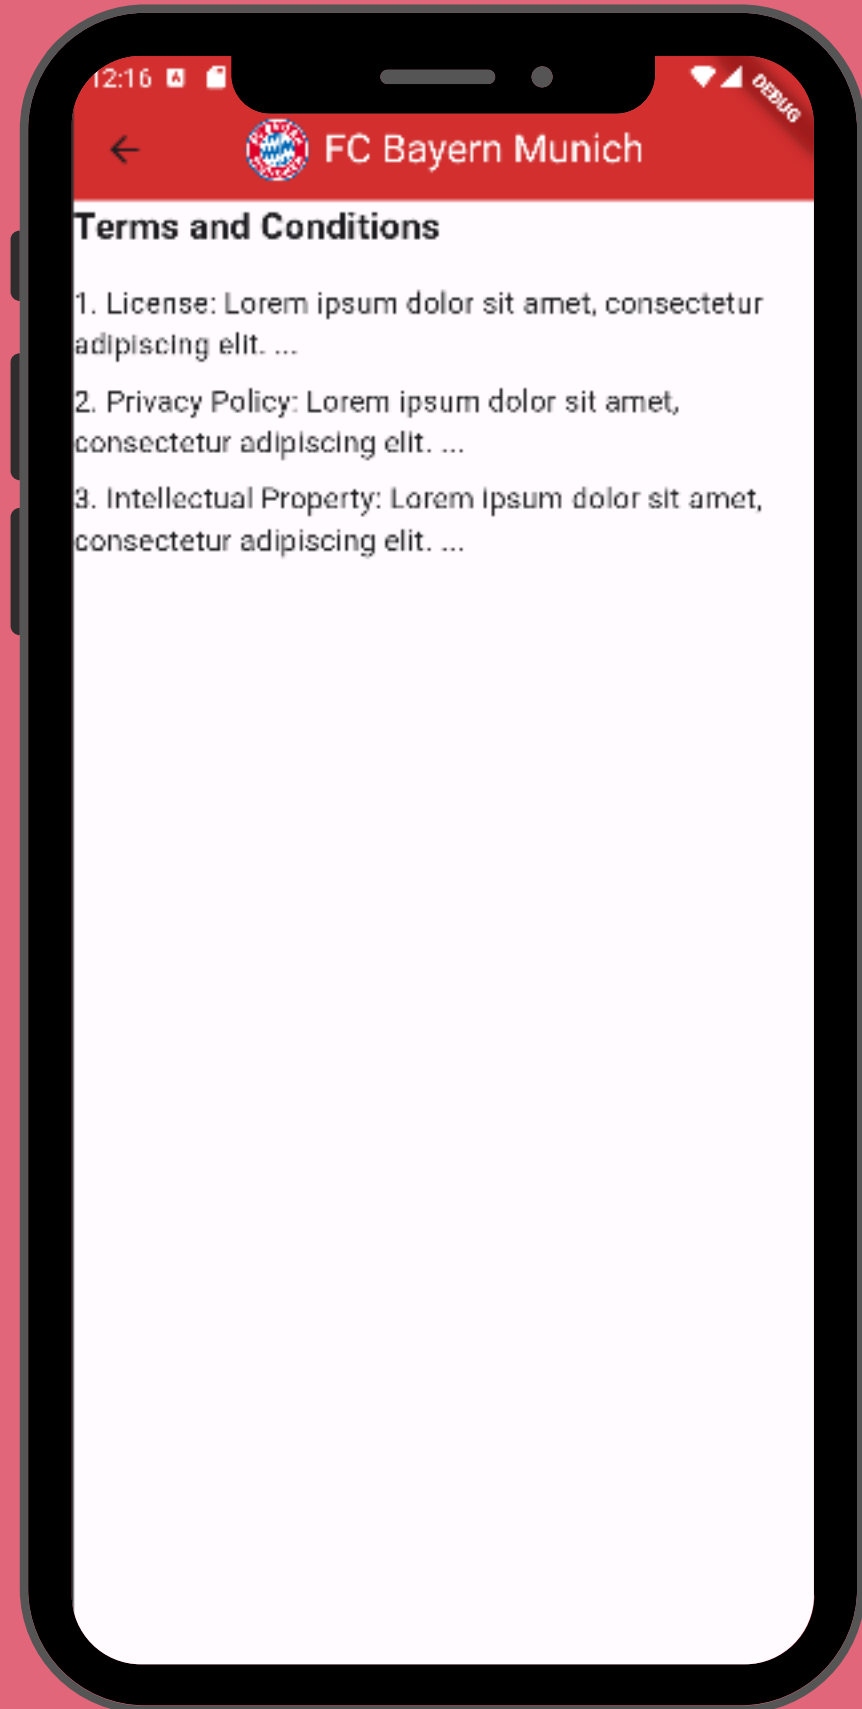 12:16
DEBUG
FC Bayern Munich
Terms and Conditions
1. License: Lorem ipsum dolor sit amet, consectetur
adipiscing elit. ...
2. Privacy Policy: Lorem ipsum dolor sit amet,
consectetur adipiscing elit. ...
3. Intellectual Property: Lorem ipsum dolor sit amet,
consectetur adipiscing elit. ...